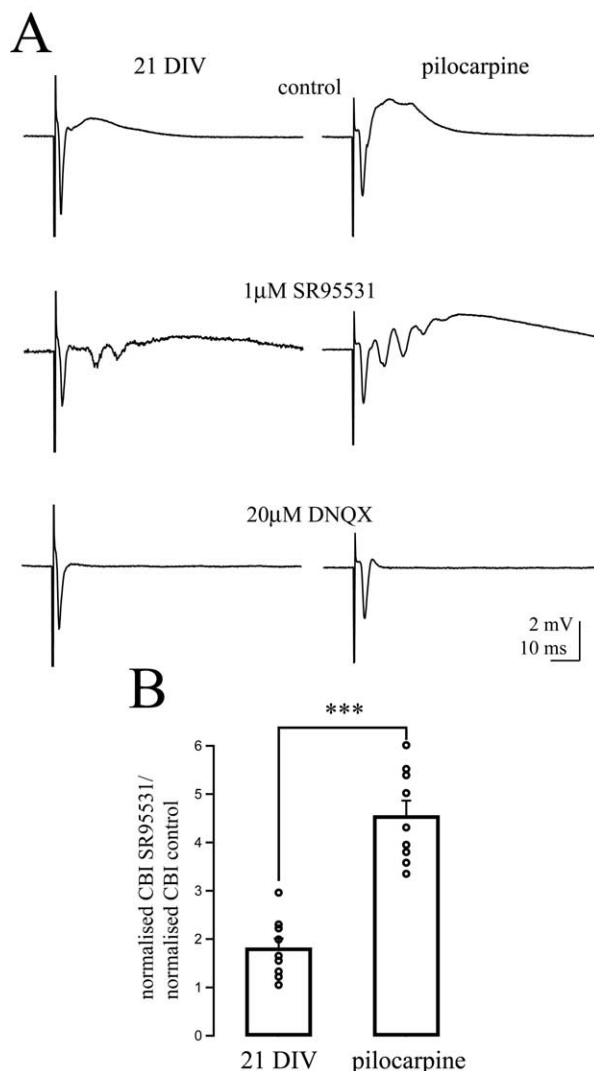 A
21 DIV
pilocarpine
control
1µM SR95531
20µM DNQX
2 mV
10 ms
B
***
6
5
4
3
2
1
0
normalised CBI SR95531/
normalised CBI control
21 DIV
pilocarpine